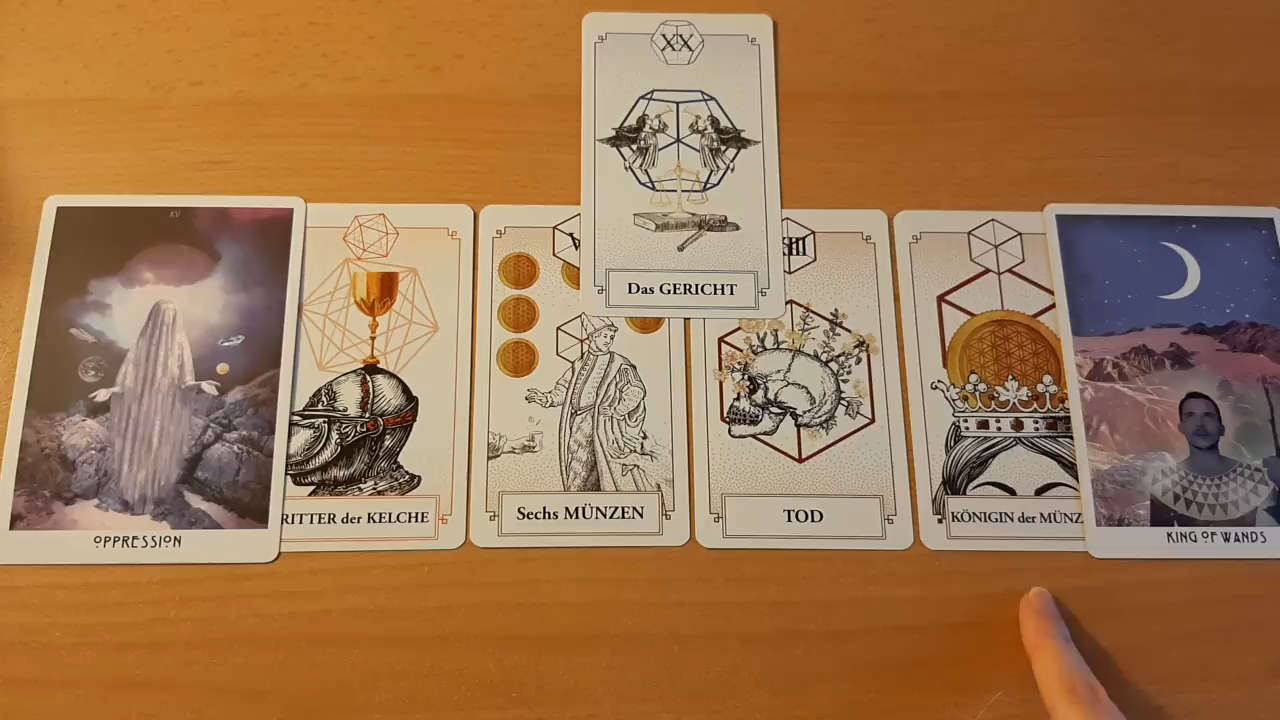 XX
Das GERICHT
XV
OPPRESSION
RITTER der KELCHE
Sechs MÜNZEN
TOD
KÖNIGIN der MÜNZ
KING OF WANDS